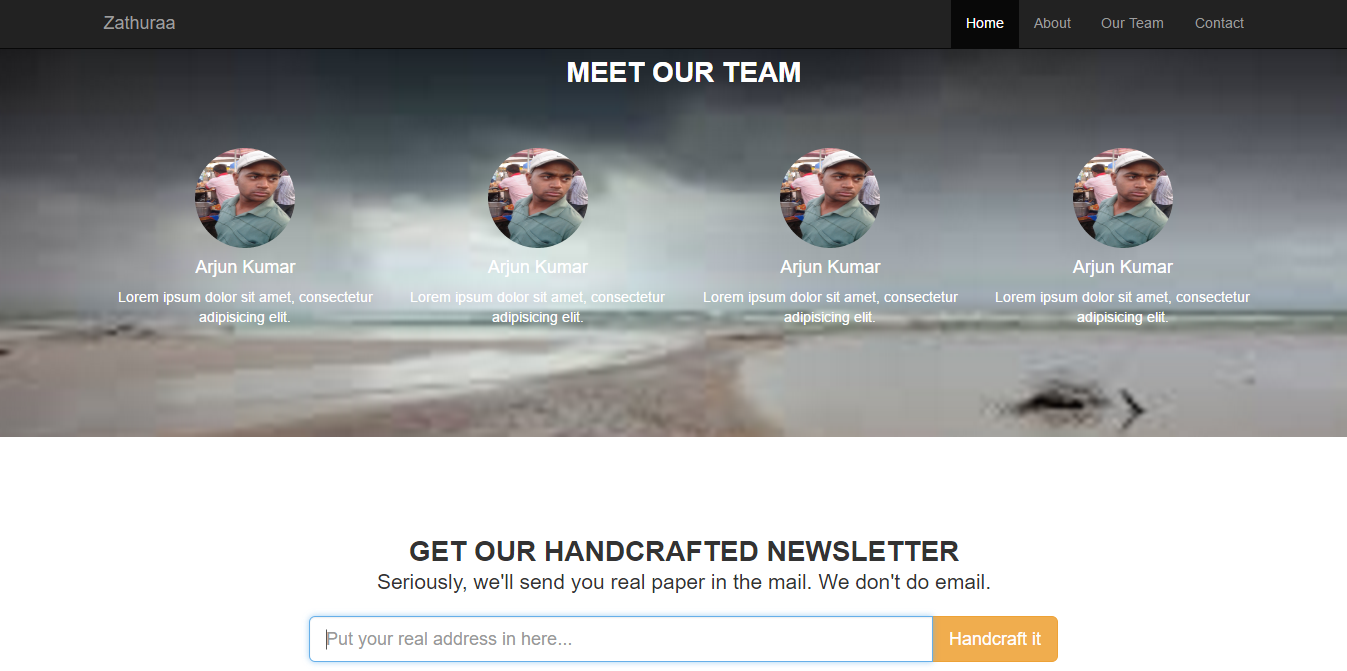 Zathuraa Home About Our Team Contact
MEET OUR TEAM
Arjun Kumar Arjun Kumar Arjun Kumar Arjun Kumar
Lorem ipsum dolor sit amet, consectetur Lorem ipsum dolor sit amet, consectetur Lorem ipsum dolor sit amet, consectetur Lorem ipsum dolor sit amet, consectetur
adipisicing elit. adipisicing elit. adipisicing elit. adipisicing elit.
GET OUR HANDCRAFTED NEWSLETTER
Seriously, we'll send you real paper in the mail. We don't do email.
Put your real address in here... Handcraft it